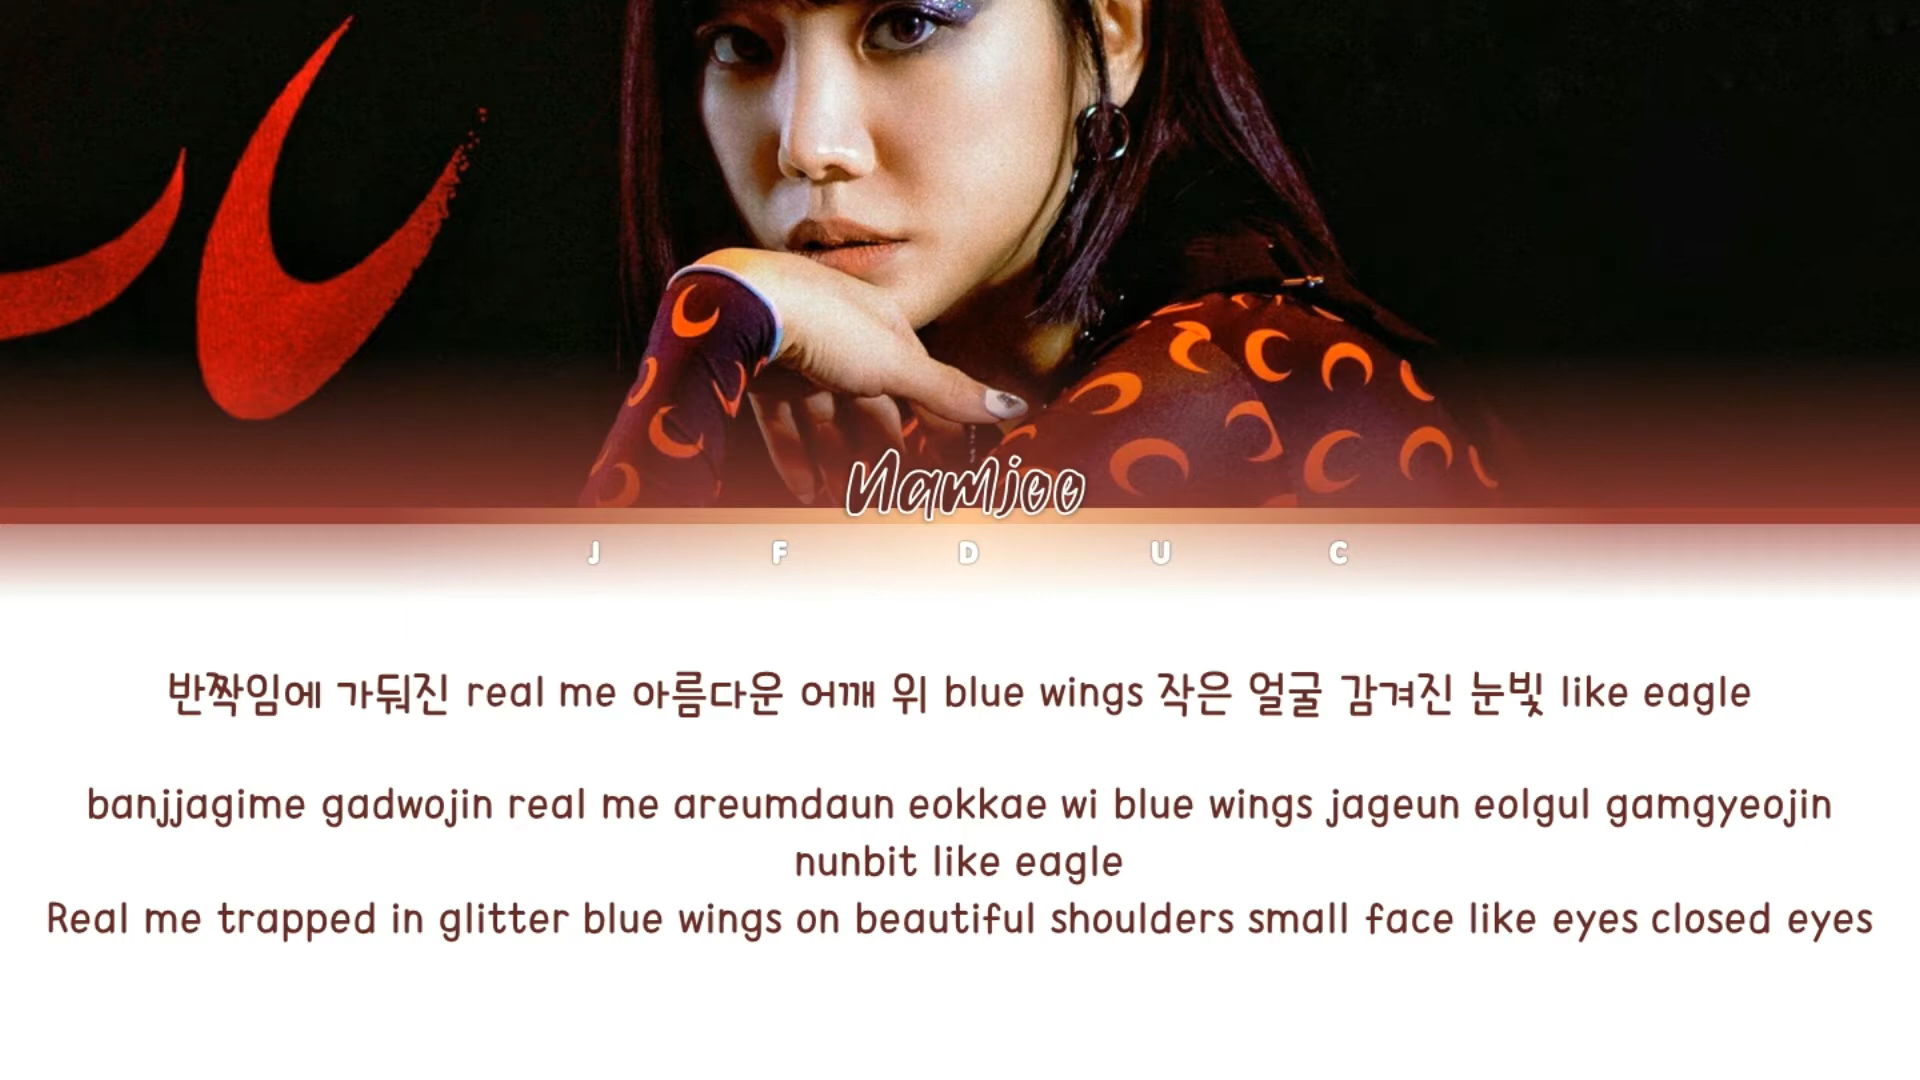 Namjoo
J F D U C
반짝임에 가둬진 real me 아름다운 어깨 위 blue wings 작은 얼굴 감겨진 눈빛 like eagle
banjjagime gadwojin real me areumdaun eokkae wi blue wings jageun eolgul gamgyeojin
nunbit like eagle
Real me trapped in glitter blue wings on beautiful shoulders small face like eyes closed eyes